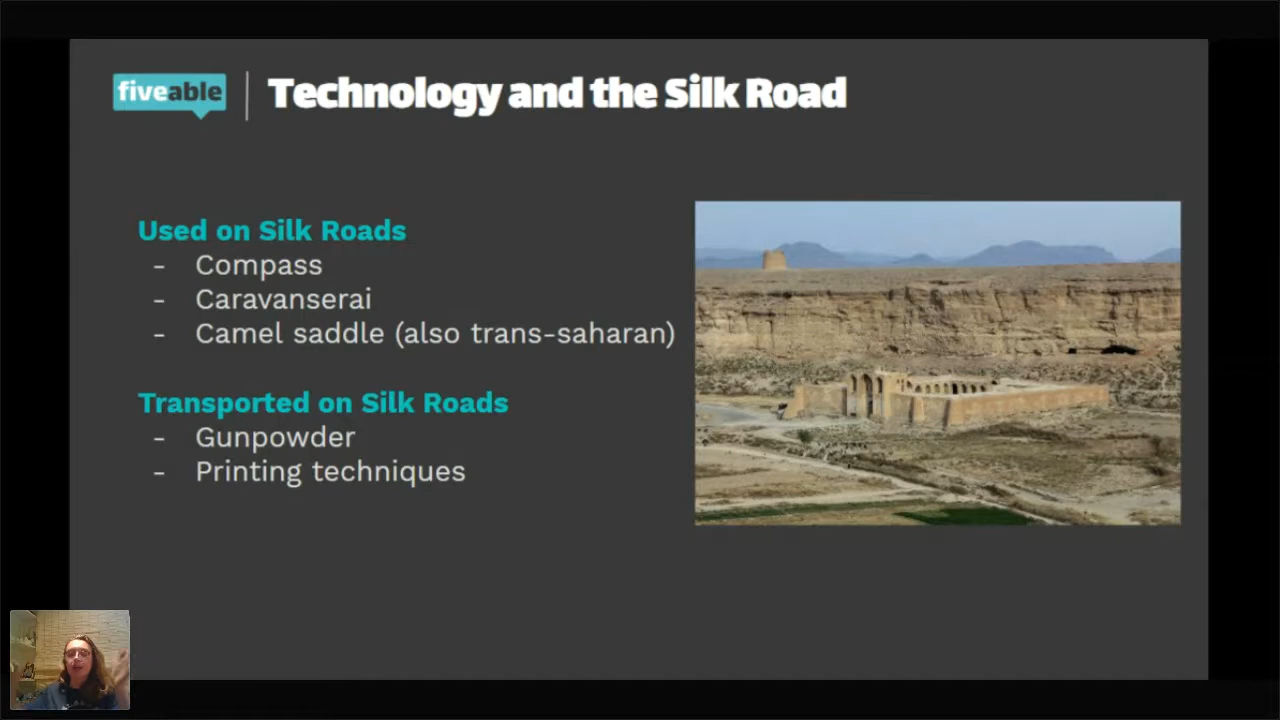 fiveable
Technology and the Silk Road
Used on Silk Roads
- Compass
- Caravanserai
- Camel saddle (also trans-saharan)
Transported on Silk Roads
- Gunpowder
- Printing techniques